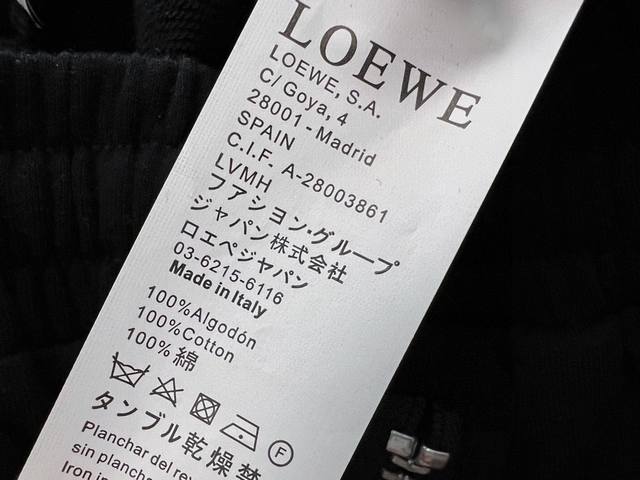 LOEWE
LOEWE, S.A.
C/ Goya, 4
28001 - Madrid
SPAIN
C.I.F. A-28003861
LVMH
ファション・グループ
ジャパン株式会社
ロエベジャパン
03-6215-6116
Made in Italy
100%Algodón
100%Cotton
100% 綿
F
タンブル乾燥禁
Planchar del rev
sin planch
Iron in